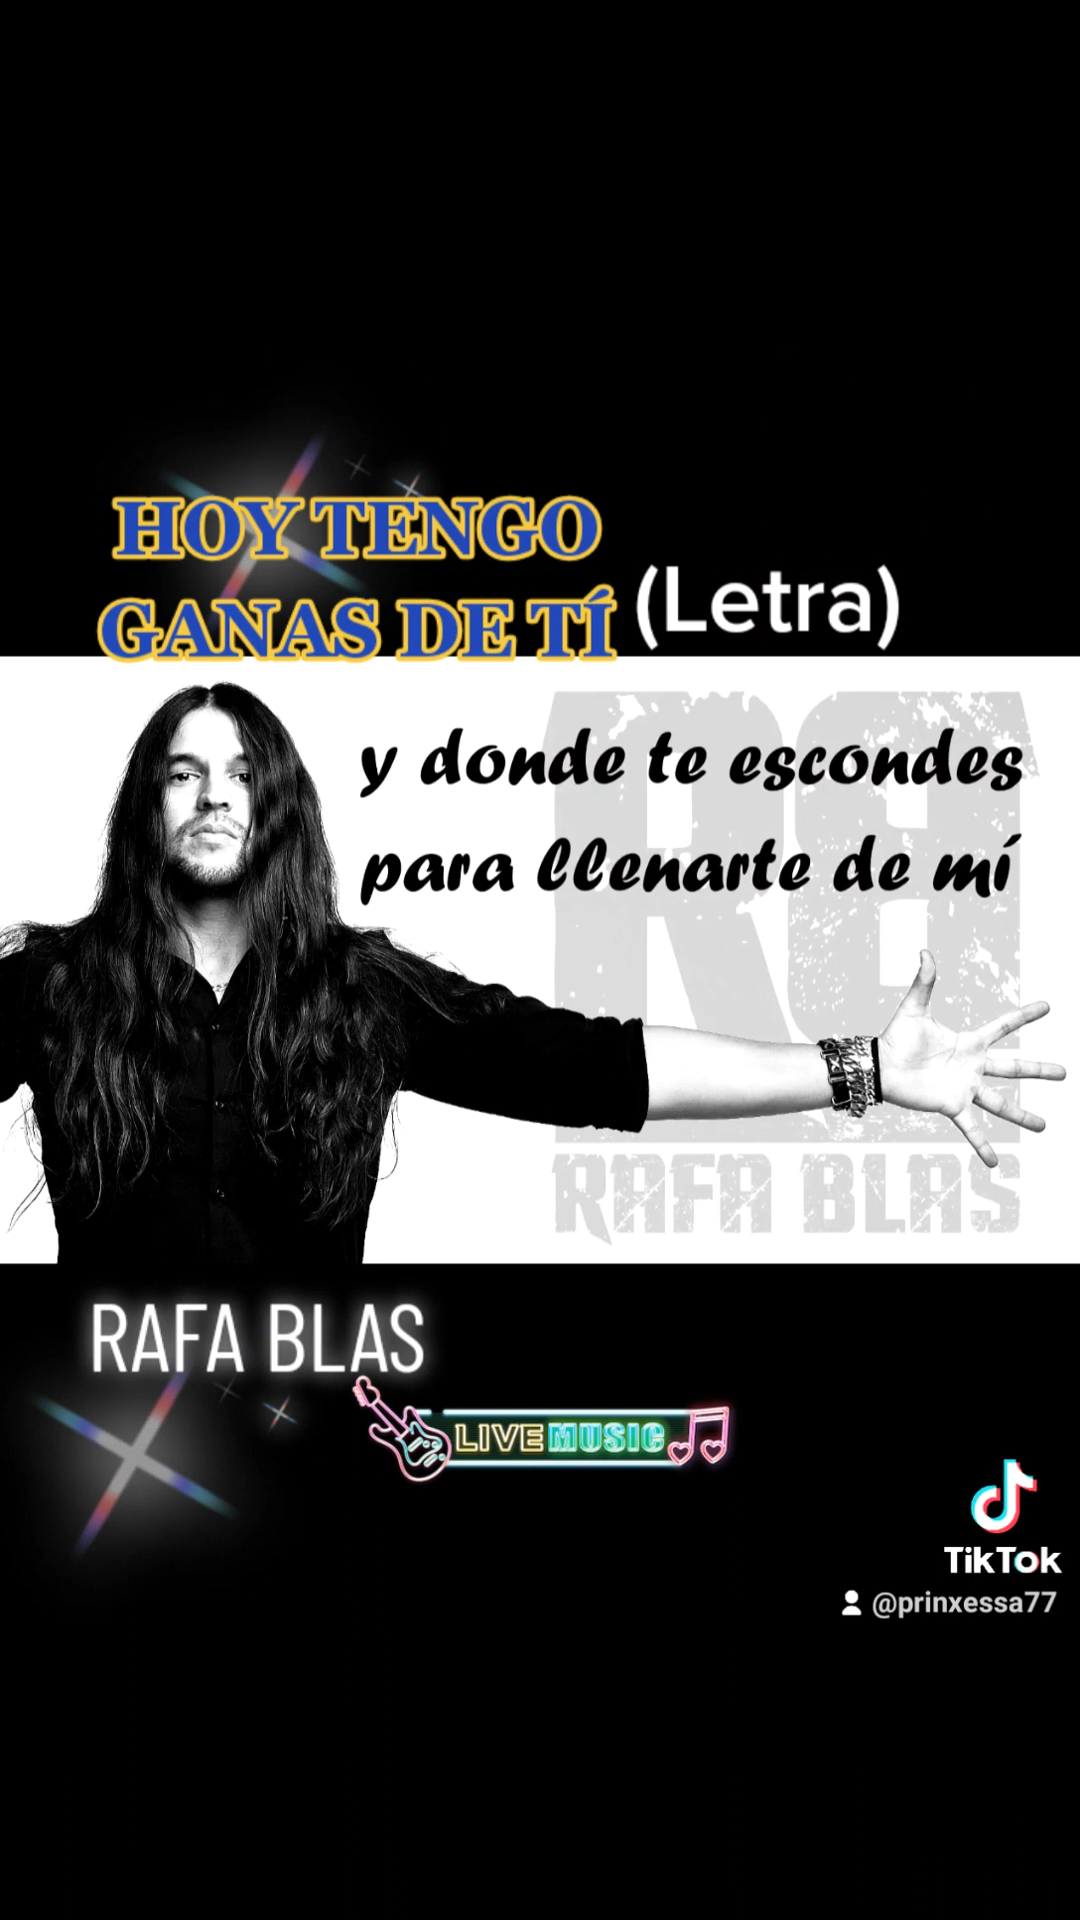 HOY TENGO
GANAS DE TÍ (Letra)
y donde te escondes
para llenarte de mí
RB
RAFA BLAS
RAFA BLAS
LIVE MUSIC
TikTok
@prinxessa77